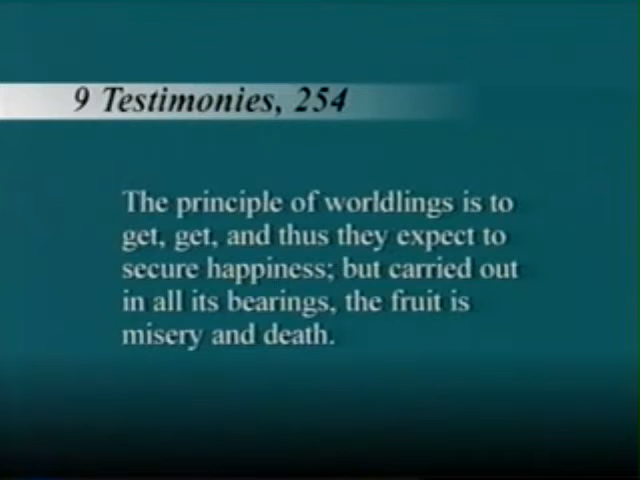 9 Testimonies, 254
The principle of worldlings is to
get, get, and thus they expect to
secure happiness; but carried out
in all its bearings, the fruit is
misery and death.